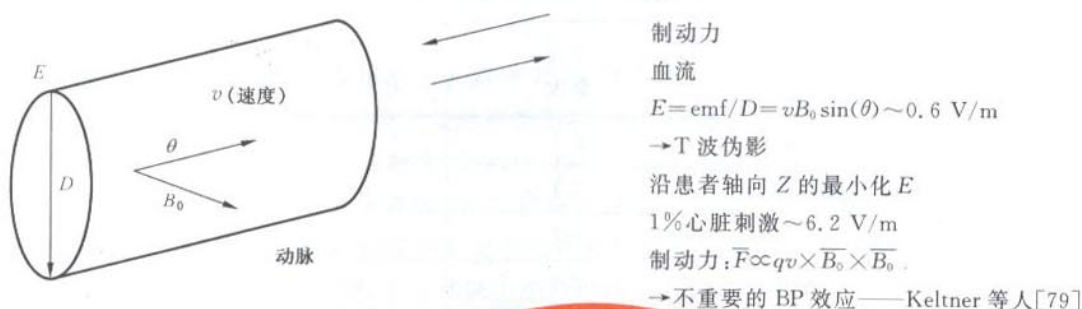 制动力
血流
E=emf/D=vB₀sin(θ)~0.6 V/m
→T 波伪影
沿患者轴向 Z 的最小化 E
1%心脏刺激~6.2 V/m
制动力:F̅∝qv×B̅₀×B̅₀
→不重要的 BP 效应——Keltner 等人[79]
E
v(速度)
θ
D
B₀
动脉